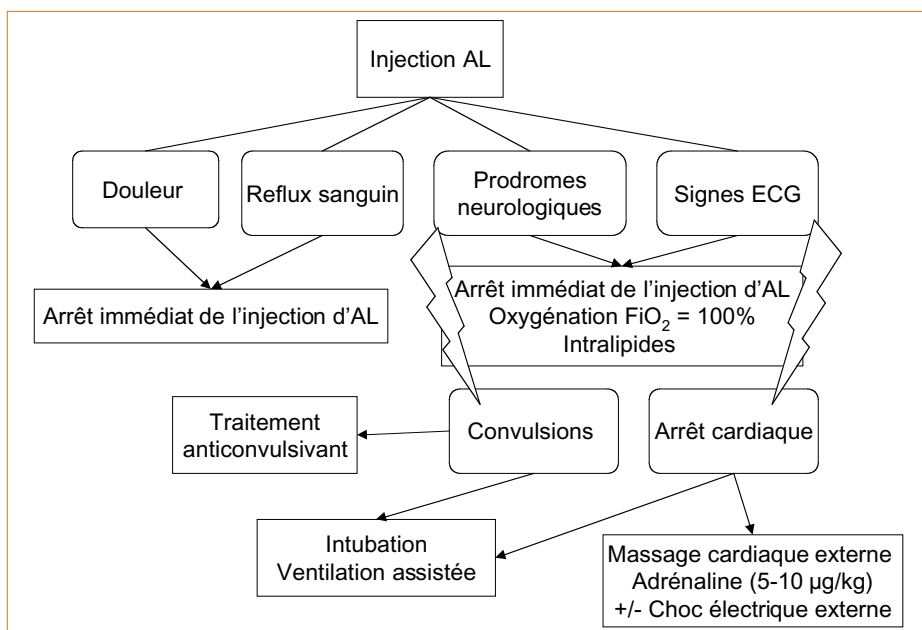 Injection AL
Douleur
Reflux sanguin
Prodromes
neurologiques
Signes ECG
Arrêt immédiat de l’injection d’AL
Arrêt immédiat de l’injection d’AL
Oxygénation FiO₂ = 100%
Intralipides
Traitement
anticonvulsivant
Convulsions
Arrêt cardiaque
Intubation
Ventilation assistée
Massage cardiaque externe
Adrénaline (5-10 µg/kg)
+/- Choc électrique externe